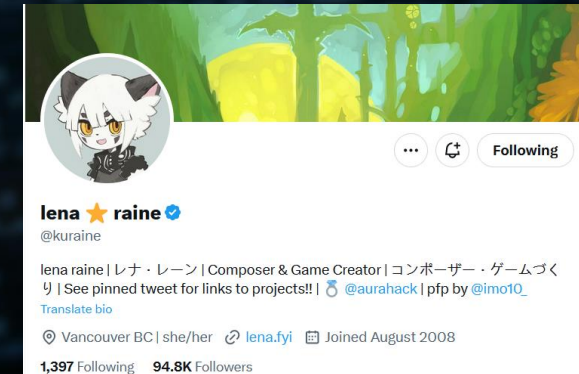 Following
lena ⭐ raine
@kuraine
lena raine | レナ・レーン | Composer & Game Creator | コンポーザー・ゲームづく
り | See pinned tweet for links to projects!! | 💍 @aurahack | pfp by @imo10_
Translate bio
Vancouver BC | she/her lena.fyi Joined August 2008
1,397 Following 94.8K Followers